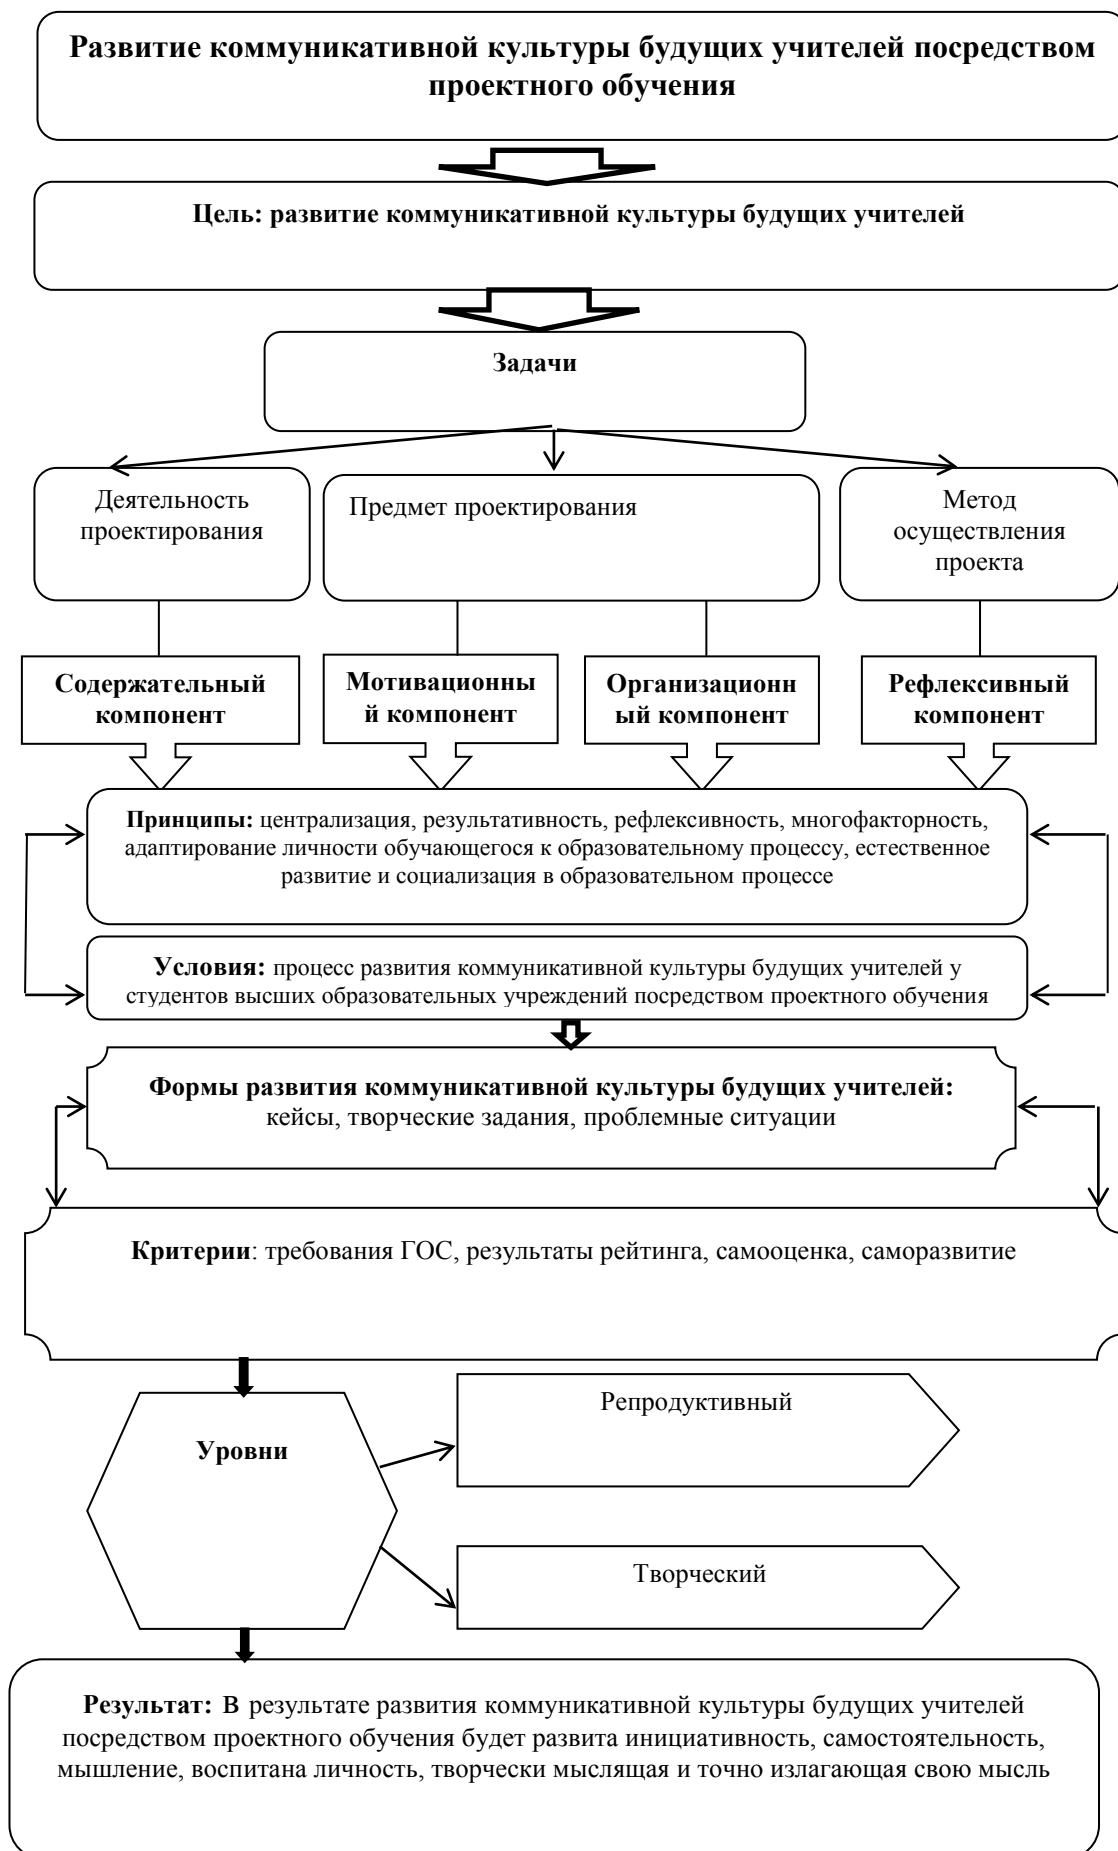 Развитие коммуникативной культуры будущих учителей посредством
проектного обучения
Цель: развитие коммуникативной культуры будущих учителей
Задачи
Деятельность
проектирования
Предмет проектирования
Метод
осуществления
проекта
Содержательный
компонент
Мотивационны
й компонент
Организационн
ый компонент
Рефлексивный
компонент
Принципы: централизация, результативность, рефлексивность, многофакторность,
адаптирование личности обучающегося к образовательному процессу, естественное
развитие и социализация в образовательном процессе
Условия: процесс развития коммуникативной культуры будущих учителей у
студентов высших образовательных учреждений посредством проектного обучения
Формы развития коммуникативной культуры будущих учителей:
кейсы, творческие задания, проблемные ситуации
Критерии: требования ГОС, результаты рейтинга, самооценка, саморазвитие
Уровни
Репродуктивный
Творческий
Результат: В результате развития коммуникативной культуры будущих учителей
посредством проектного обучения будет развита инициативность, самостоятельность,
мышление, воспитана личность, творчески мыслящая и точно излагающая свою мысль